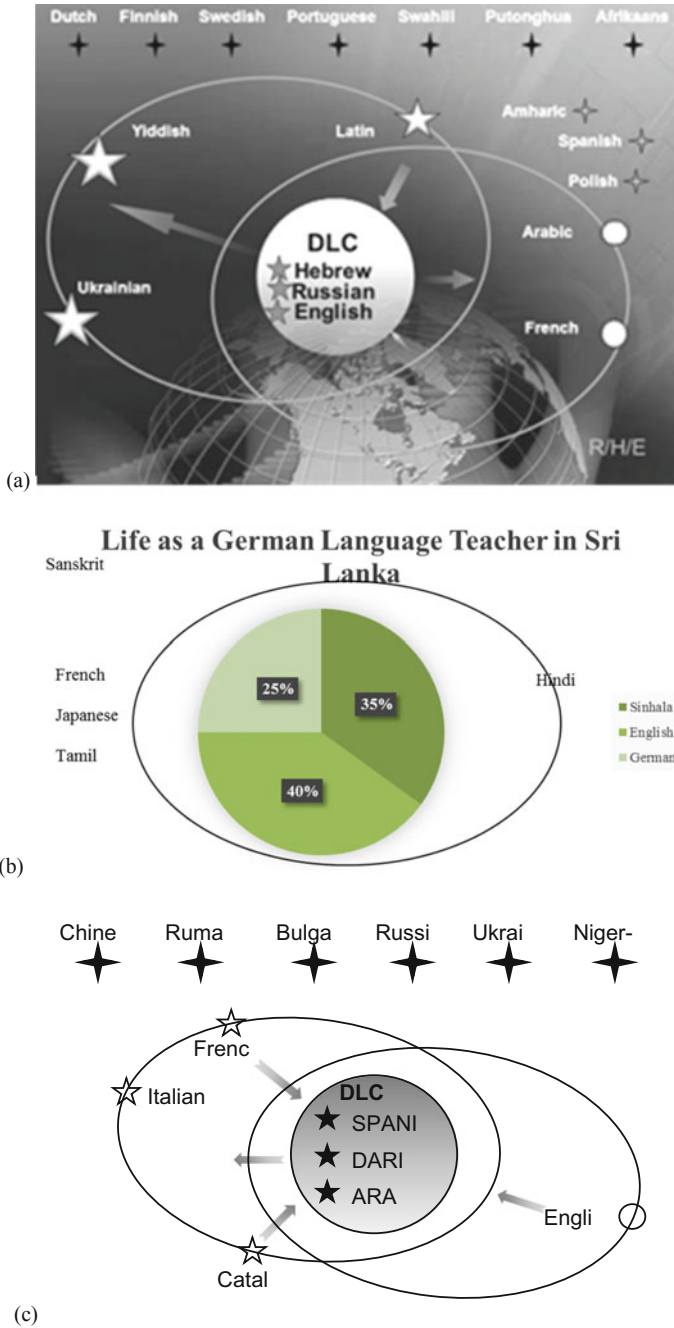 Dutch Finnish Swedish Portuguese Swahili Putonghua Afrikaans
Amharic
Yiddish Latin
Spanish
Polish
DLC
Arabic
Hebrew
Russian
Ukrainian
English
French
R/H/E
(a)
Life as a German Language Teacher in Sri
Lanka
Sanskrit
French
Hindi
25%
35%
Sinhala
Japanese
English
Tamil
German
40%
(b)
Chine Ruma Bulga Russi Ukrai Niger-
Frenc
Italian
DLC
SPANI
DARI
ARA
Engli
Catal
(c)